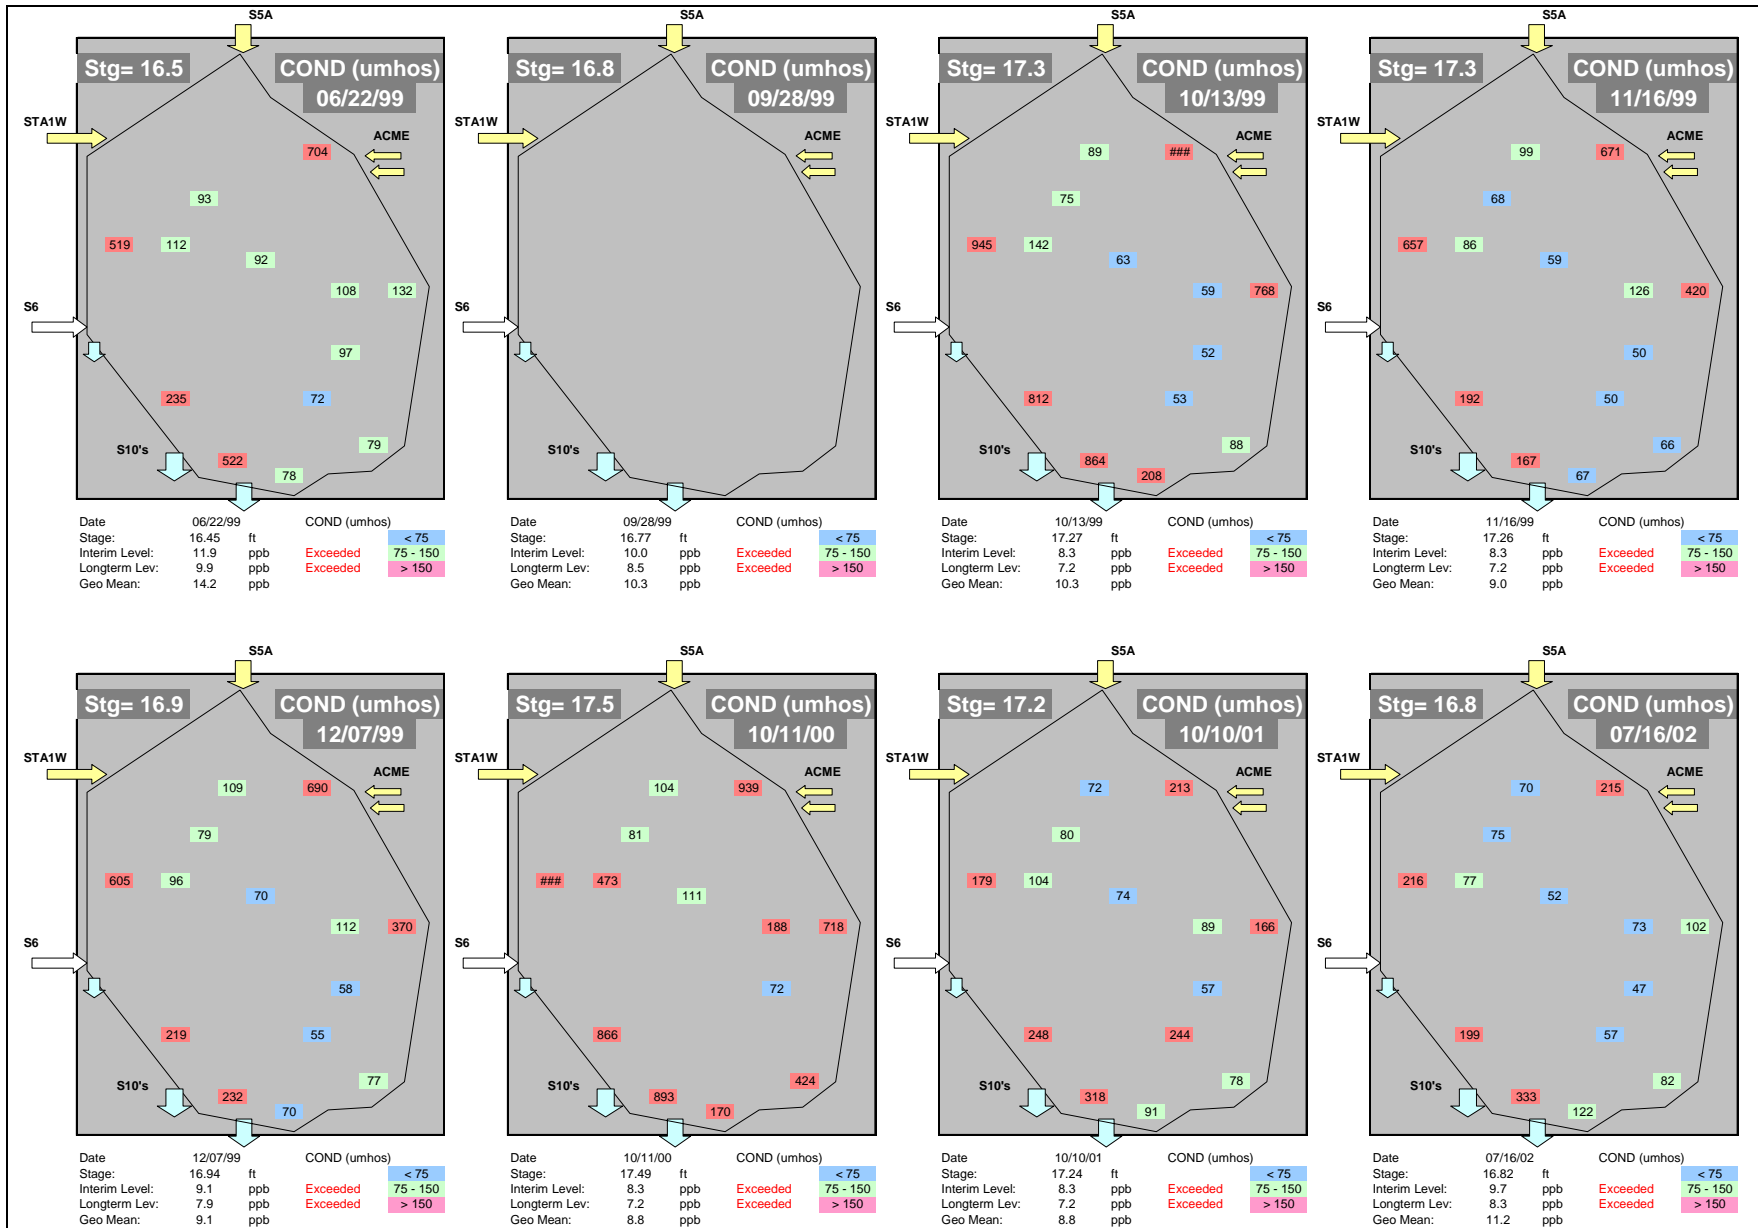 S5A
Stg= 16.5
COND (umhos)
06/22/99
STA1W
ACME
704
93
519
112
92
108
132
S6
97
235
72
79
S10's
522
78
Date 06/22/99 COND (umhos)
Stage: 16.45 ft < 75
Interim Level: 11.9 ppb Exceeded 75 - 150
Longterm Lev: 9.9 ppb Exceeded > 150
Geo Mean: 14.2 ppb
S5A
Stg= 16.8
COND (umhos)
09/28/99
STA1W
ACME
S6
S10's
Date 09/28/99 COND (umhos)
Stage: 16.77 ft < 75
Interim Level: 10.0 ppb Exceeded 75 - 150
Longterm Lev: 8.5 ppb Exceeded > 150
Geo Mean: 10.3 ppb
S5A
Stg= 17.3
COND (umhos)
10/13/99
STA1W
ACME
89
###
75
945
142
63
59
768
S6
52
812
53
88
S10's
864
208
Date 10/13/99 COND (umhos)
Stage: 17.27 ft < 75
Interim Level: 8.3 ppb Exceeded 75 - 150
Longterm Lev: 7.2 ppb Exceeded > 150
Geo Mean: 10.3 ppb
S5A
Stg= 17.3
COND (umhos)
11/16/99
STA1W
ACME
99
671
68
657
86
59
126
420
S6
50
192
50
66
S10's
167
67
Date 11/16/99 COND (umhos)
Stage: 17.26 ft < 75
Interim Level: 8.3 ppb Exceeded 75 - 150
Longterm Lev: 7.2 ppb Exceeded > 150
Geo Mean: 9.0 ppb
S5A
Stg= 16.9
COND (umhos)
12/07/99
STA1W
ACME
109
690
79
605
96
70
112
370
S6
58
219
55
77
S10's
232
70
Date 12/07/99 COND (umhos)
Stage: 16.94 ft < 75
Interim Level: 9.1 ppb Exceeded 75 - 150
Longterm Lev: 7.9 ppb Exceeded > 150
Geo Mean: 9.1 ppb
S5A
Stg= 17.5
COND (umhos)
10/11/00
STA1W
ACME
104
939
81
###
473
111
188
718
S6
72
866
424
S10's
893
170
Date 10/11/00 COND (umhos)
Stage: 17.49 ft < 75
Interim Level: 8.3 ppb Exceeded 75 - 150
Longterm Lev: 7.2 ppb Exceeded > 150
Geo Mean: 8.8 ppb
S5A
Stg= 17.2
COND (umhos)
10/10/01
STA1W
ACME
72
213
80
179
104
74
89
166
S6
57
248
244
78
S10's
318
91
Date 10/10/01 COND (umhos)
Stage: 17.24 ft < 75
Interim Level: 8.3 ppb Exceeded 75 - 150
Longterm Lev: 7.2 ppb Exceeded > 150
Geo Mean: 8.8 ppb
S5A
Stg= 16.8
COND (umhos)
07/16/02
STA1W
ACME
70
215
75
216
77
52
73
102
S6
47
199
57
82
S10's
333
122
Date 07/16/02 COND (umhos)
Stage: 16.82 ft < 75
Interim Level: 9.7 ppb Exceeded 75 - 150
Longterm Lev: 8.3 ppb Exceeded > 150
Geo Mean: 11.2 ppb